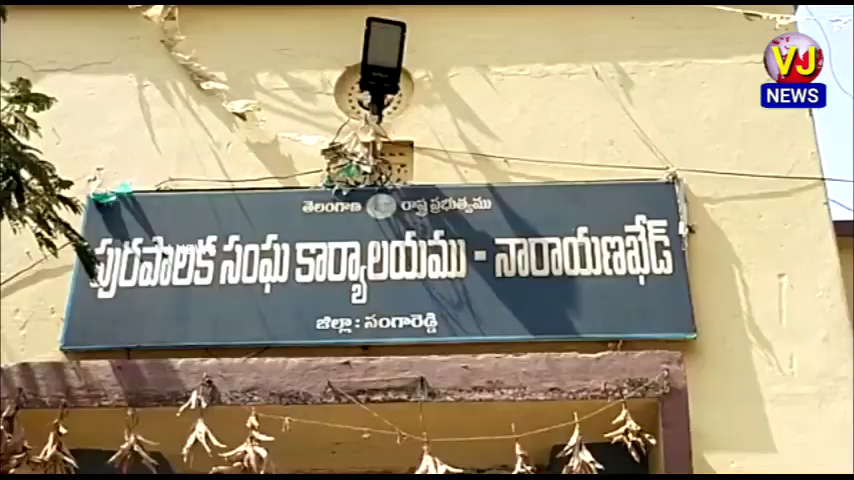 VJ
NEWS
తెలంగాణ రాష్ట్ర ప్రభుత్వము
పురపాలక సంఘ కార్యాలయము - నారాయణఖేడ్
జిల్లా : సంగారెడ్డి